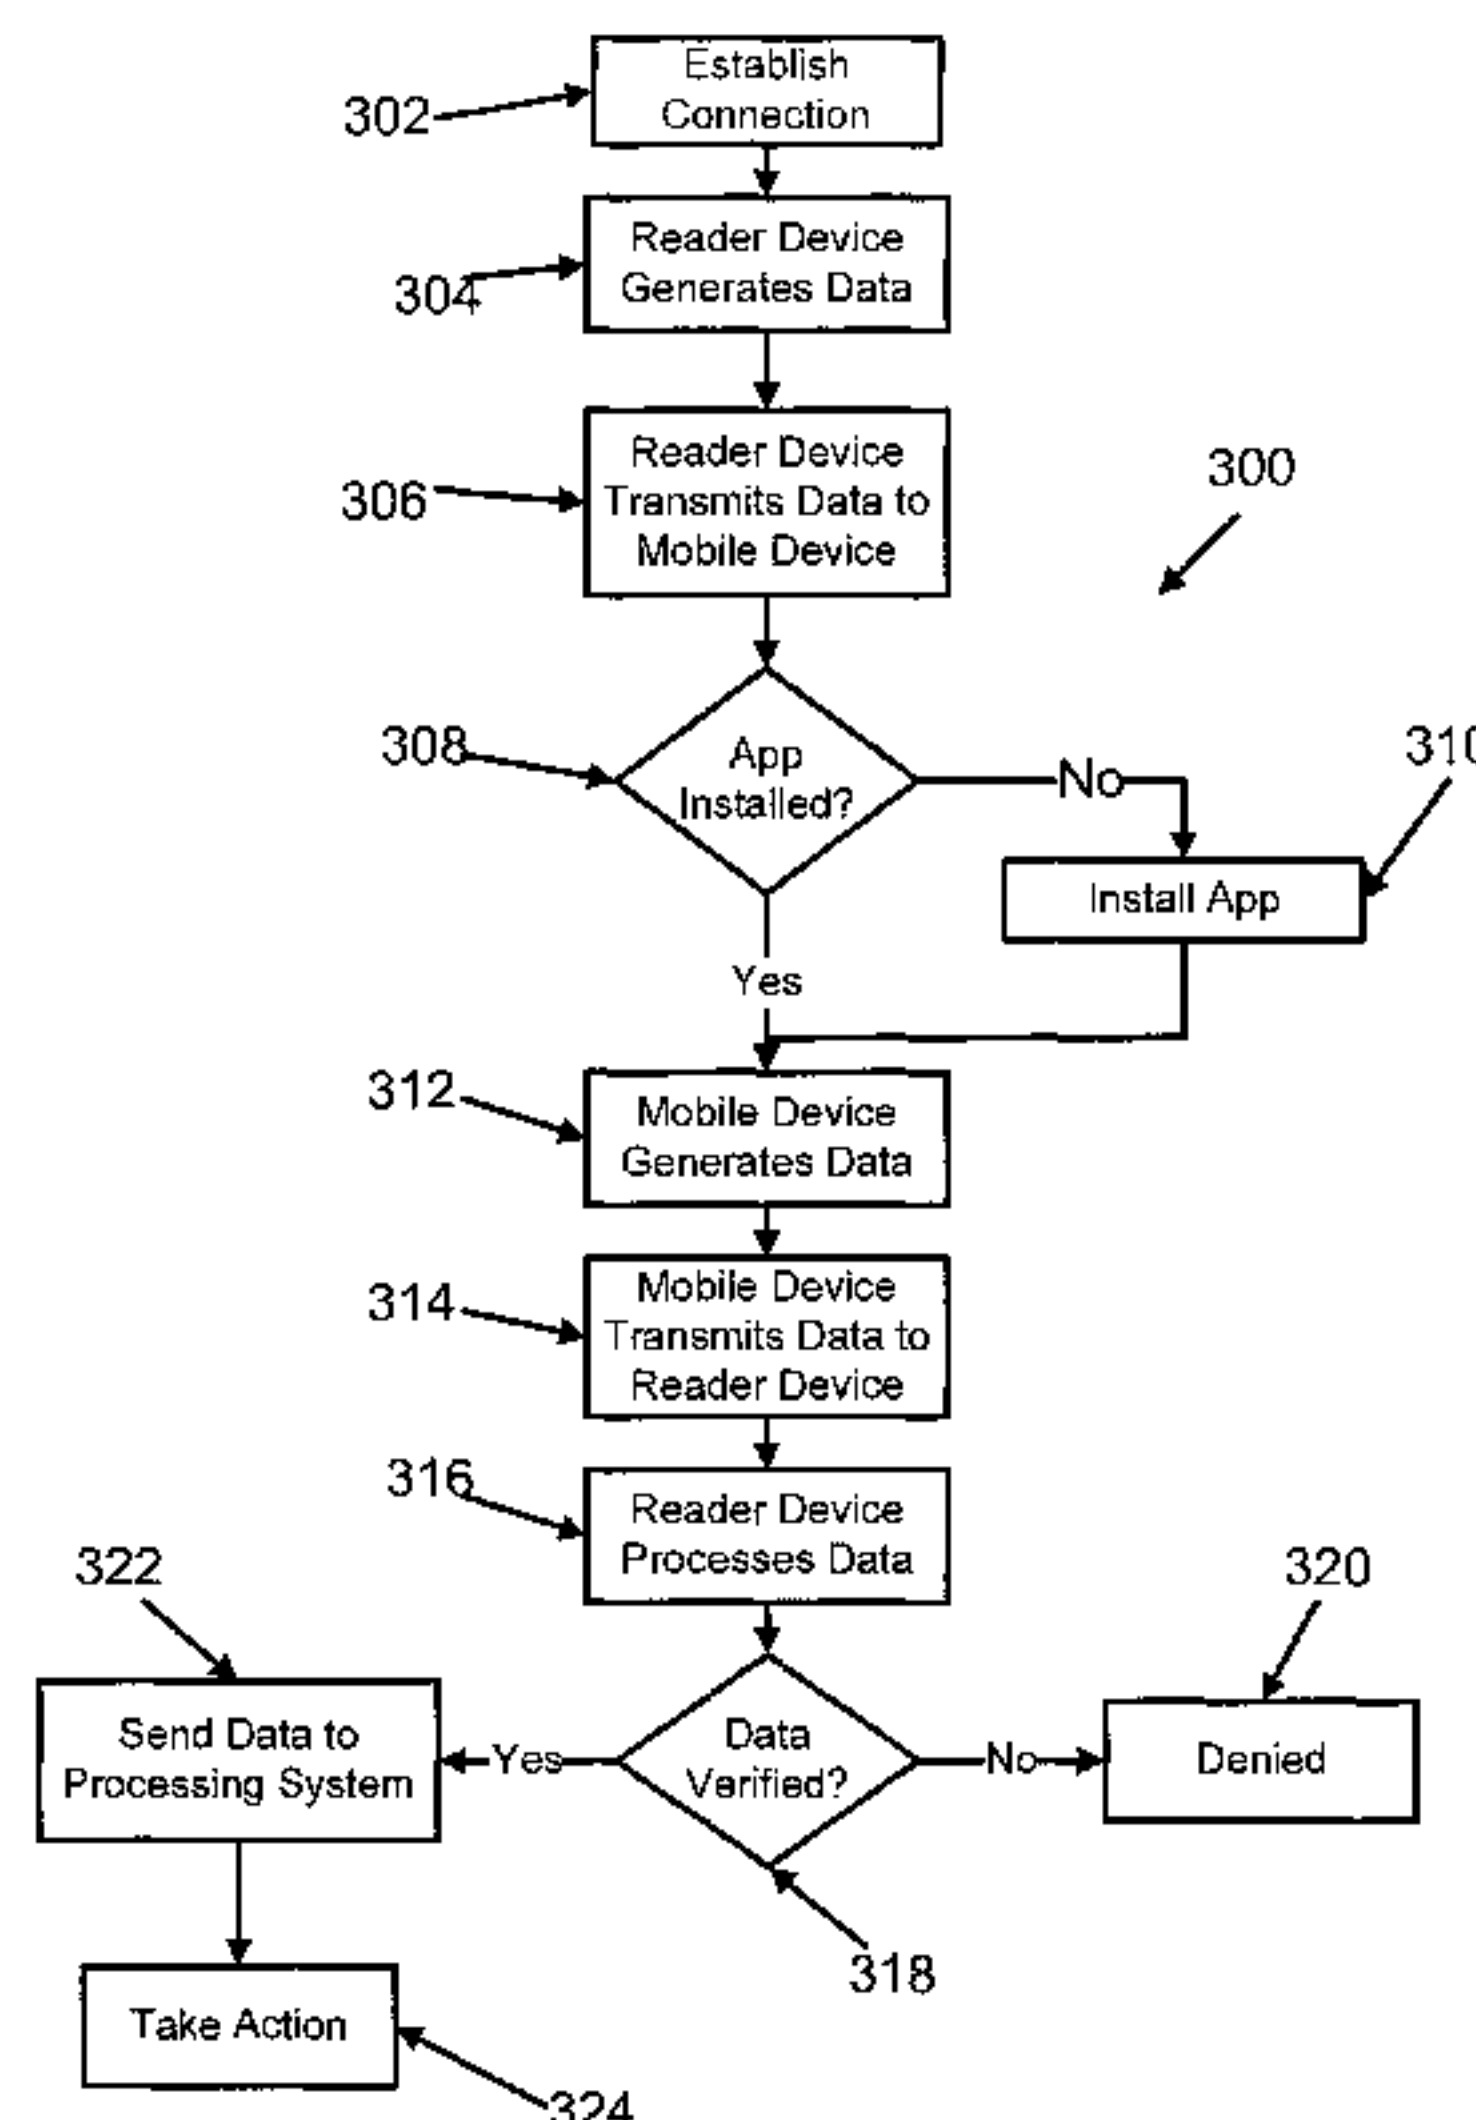 Establish
Connection
302
Reader Device
Generates Data
304
Reader Device
Transmits Data to
Mobile Device
306
300
App
Installed?
308
No
310
Install App
Yes
312
Mobile Device
Generates Data
314
Mobile Device
Transmits Data to
Reader Device
316
Reader Device
Processes Data
322
320
Send Data to
Processing System
Yes
Data
Verified?
No
Denied
318
Take Action
324